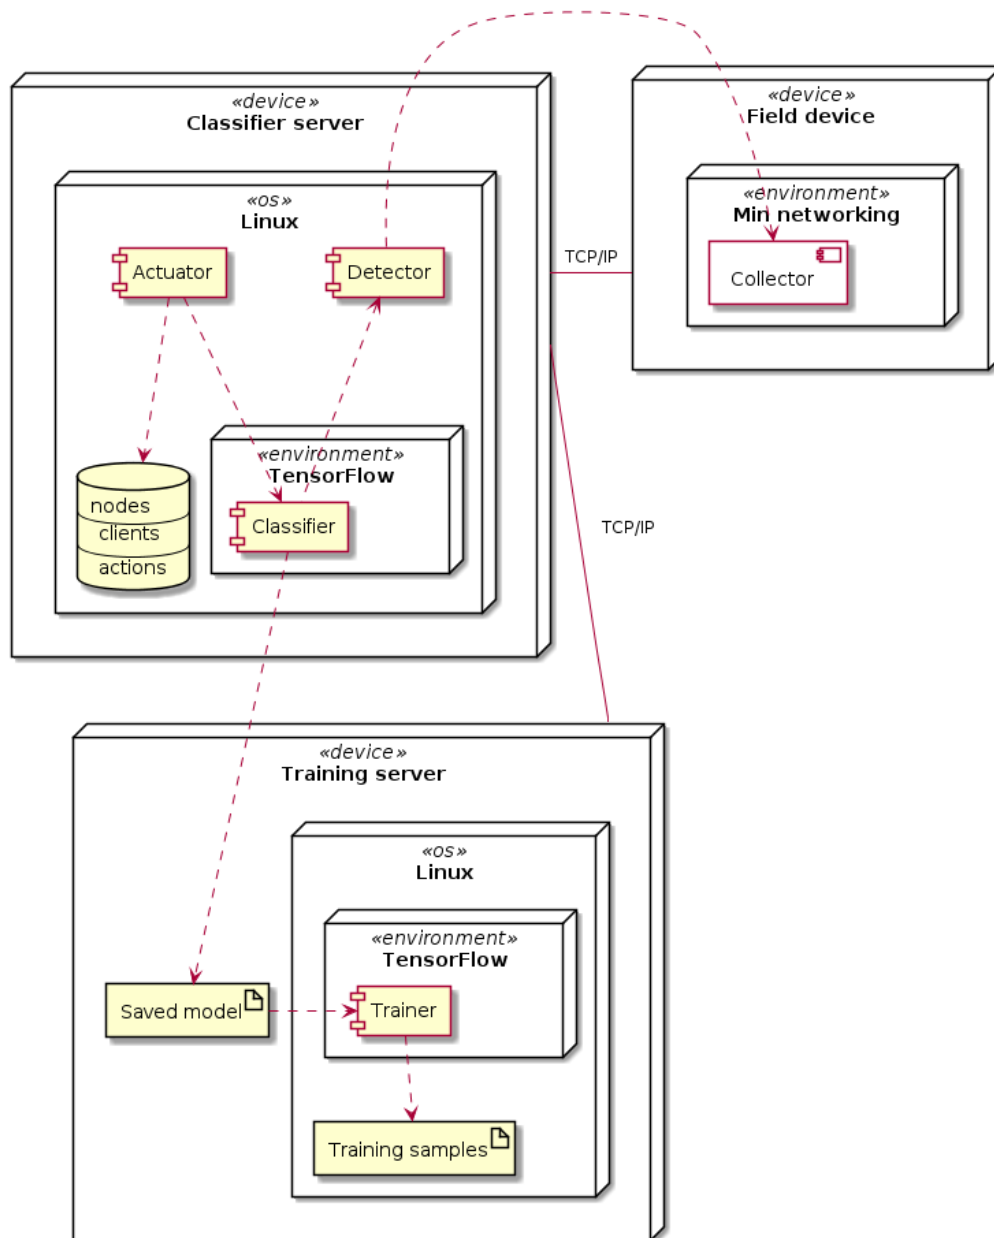 «device»
Classifier server
«os»
Linux
Actuator
Detector
nodes
clients
actions
«environment»
TensorFlow
Classifier
TCP/IP
«device»
Field device
«environment»
Min networking
Collector
TCP/IP
«device»
Training server
«os»
Linux
«environment»
TensorFlow
Saved model
Trainer
Training samples